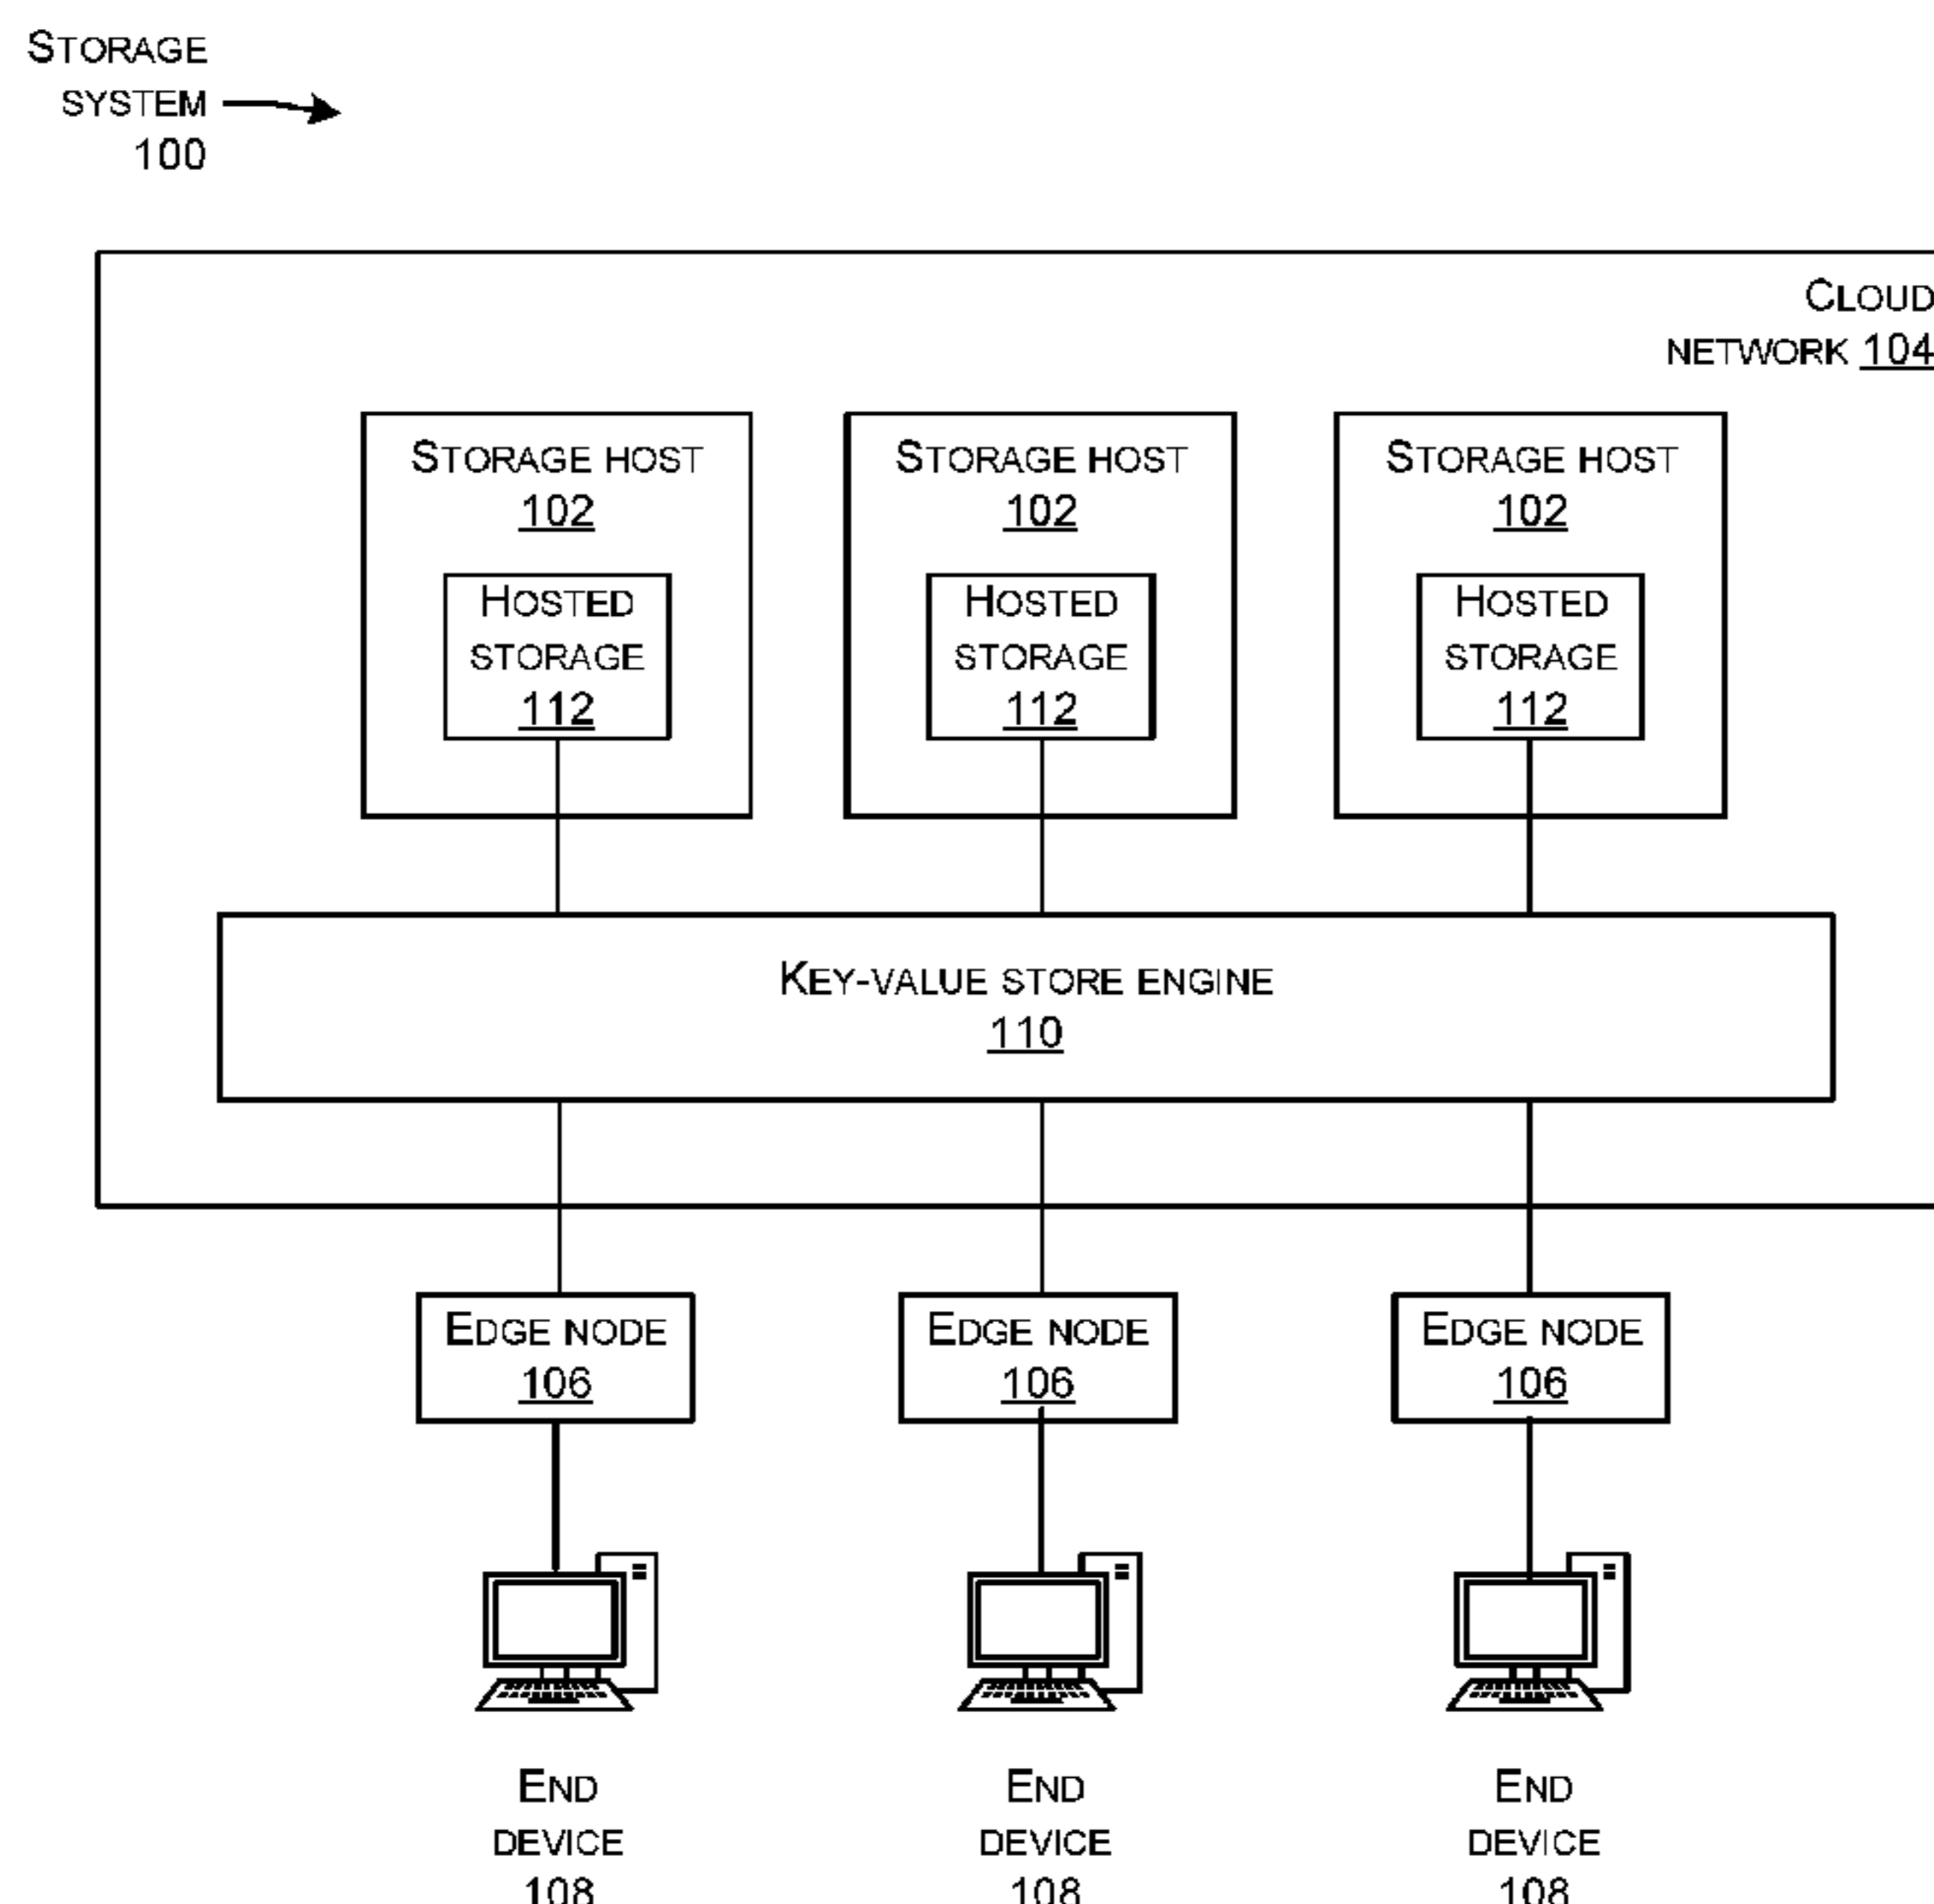 STORAGE
SYSTEM
100
CLOUD
NETWORK 104
STORAGE HOST
102
HOSTED
STORAGE
112
STORAGE HOST
102
HOSTED
STORAGE
112
STORAGE HOST
102
HOSTED
STORAGE
112
KEY-VALUE STORE ENGINE
110
EDGE NODE
106
EDGE NODE
106
EDGE NODE
106
END
DEVICE
108
END
DEVICE
108
END
DEVICE
108